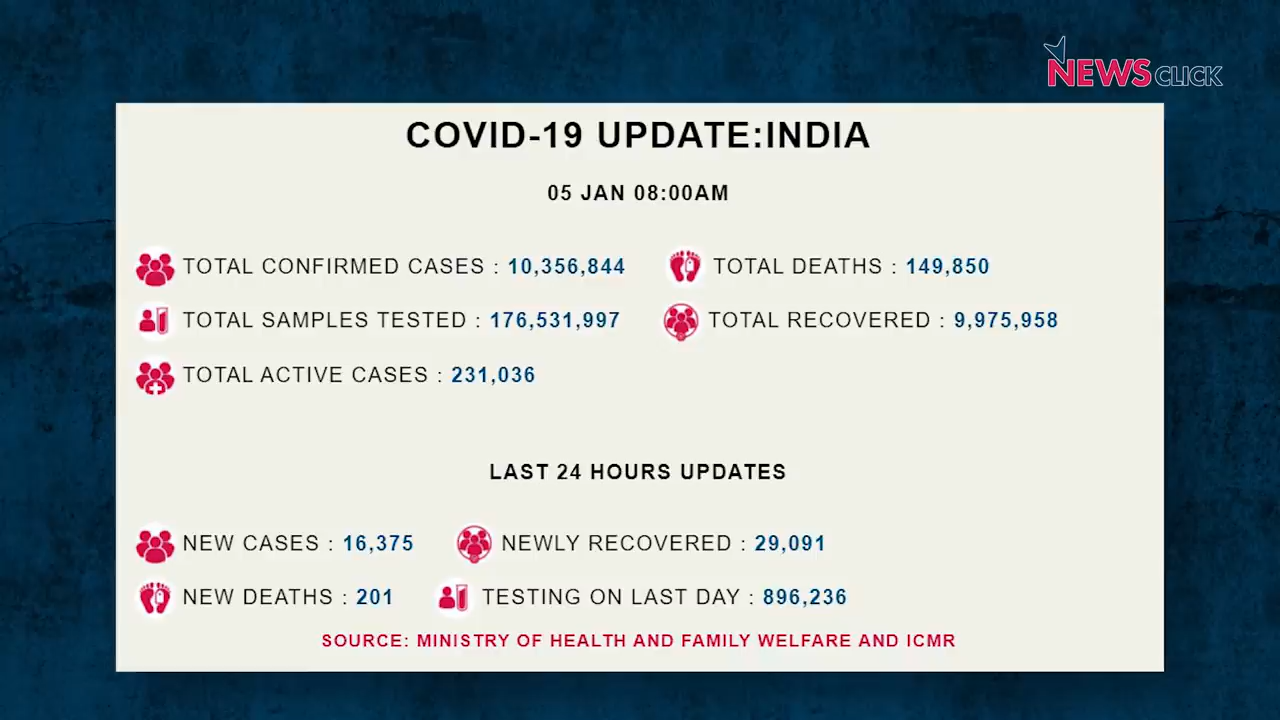 NEWSCLICK
COVID-19 UPDATE:INDIA
05 JAN 08:00AM
TOTAL CONFIRMED CASES : 10,356,844 TOTAL DEATHS : 149,850
TOTAL SAMPLES TESTED : 176,531,997 TOTAL RECOVERED : 9,975,958
TOTAL ACTIVE CASES : 231,036
LAST 24 HOURS UPDATES
NEW CASES : 16,375 NEWLY RECOVERED : 29,091
NEW DEATHS : 201 TESTING ON LAST DAY : 896,236
SOURCE: MINISTRY OF HEALTH AND FAMILY WELFARE AND ICMR